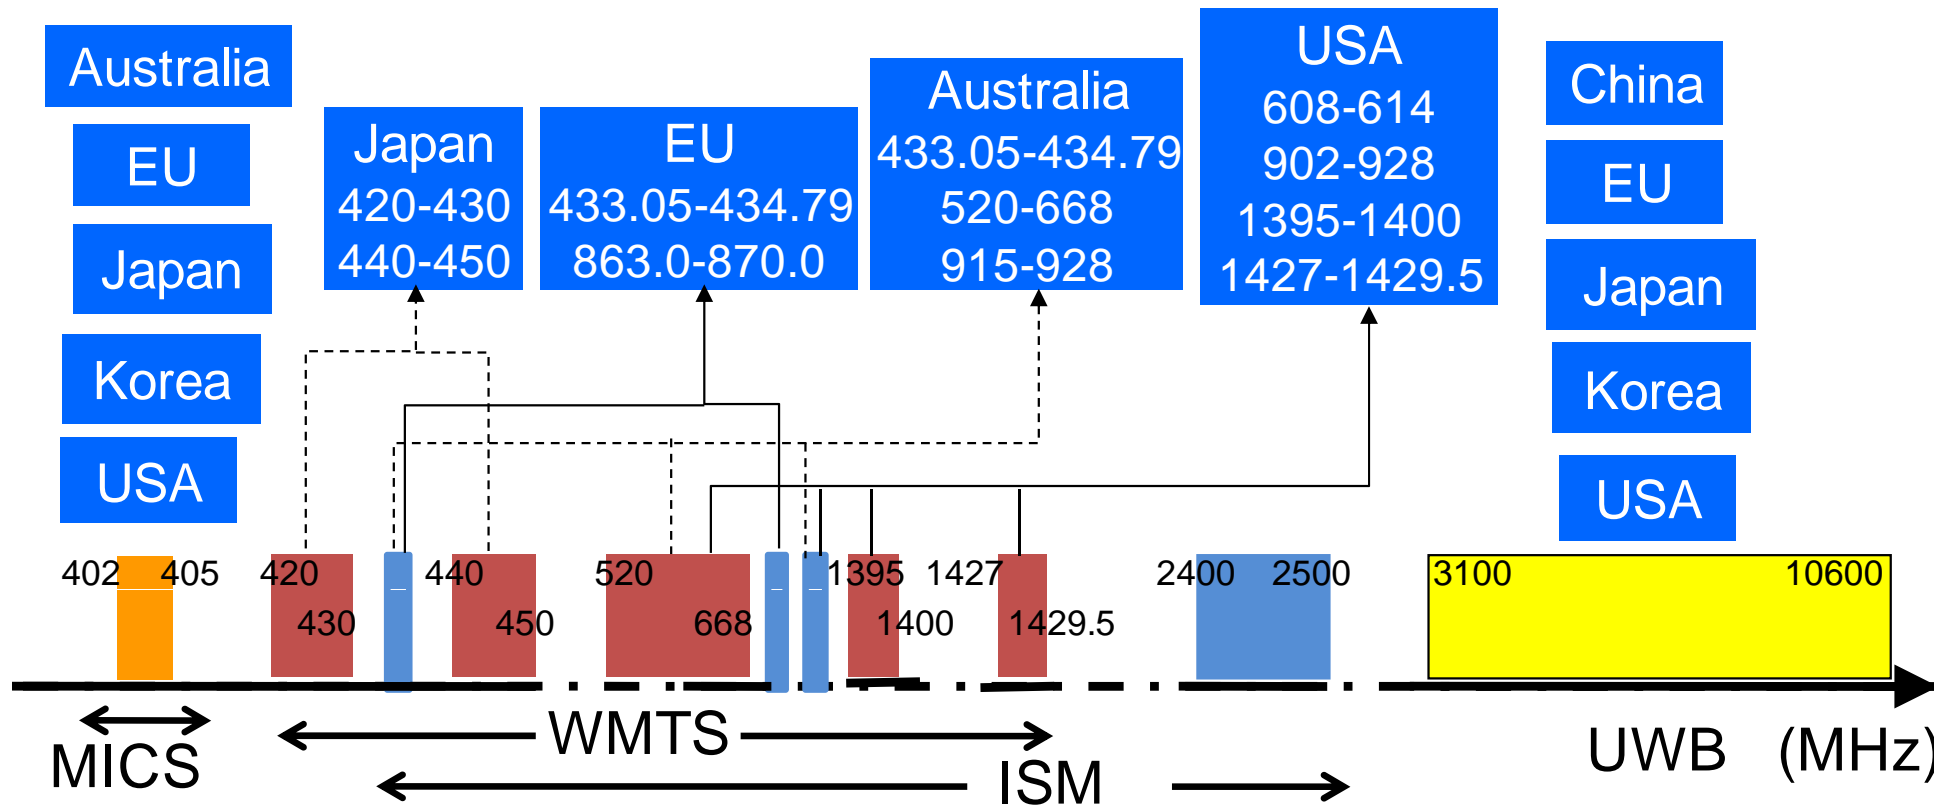 Australia
EU
Japan
Korea
USA
Japan
420-430
440-450
EU
433.05-434.79
863.0-870.0
Australia
433.05-434.79
520-668
915-928
USA
608-614
902-928
1395-1400
1427-1429.5
China
EU
Japan
Korea
USA
402 405 420 440 520 1395 1427 2400 2500 3100 10600
430 450 668 1400 1429.5
MICS WMTS UWB (MHz)
ISM